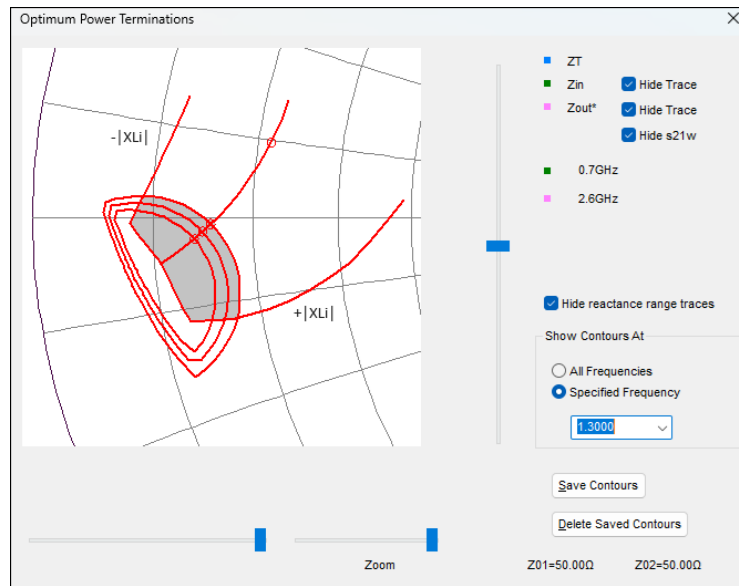 Optimum Power Terminations
-|XLi|
+|XLi|
ZT
Zin
Hide Trace
Zout*
Hide Trace
Hide s21w
0.7GHz
2.6GHz
Hide reactance range traces
Show Contours At
All Frequencies
Specified Frequency
1.3000
Save Contours
Delete Saved Contours
Zoom
Z01=50.00Ω
Z02=50.00Ω